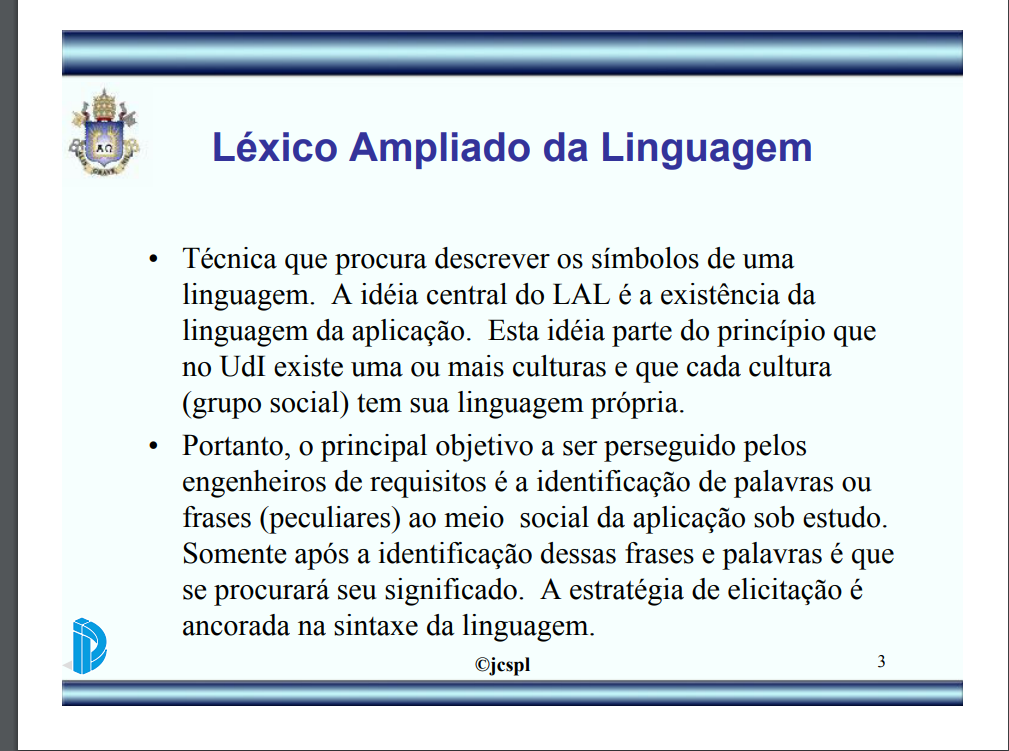 Léxico Ampliado da Linguagem
• Técnica que procura descrever os símbolos de uma
linguagem.  A idéia central do LAL é a existência da
linguagem da aplicação.  Esta idéia parte do princípio que
no UdI existe uma ou mais culturas e que cada cultura
(grupo social) tem sua linguagem própria.
• Portanto, o principal objetivo a ser perseguido pelos
engenheiros de requisitos é a identificação de palavras ou
frases (peculiares) ao meio  social da aplicação sob estudo.
Somente após a identificação dessas frases e palavras é que
se procurará seu significado.  A estratégia de elicitação é
ancorada na sintaxe da linguagem.
©jcspl
3